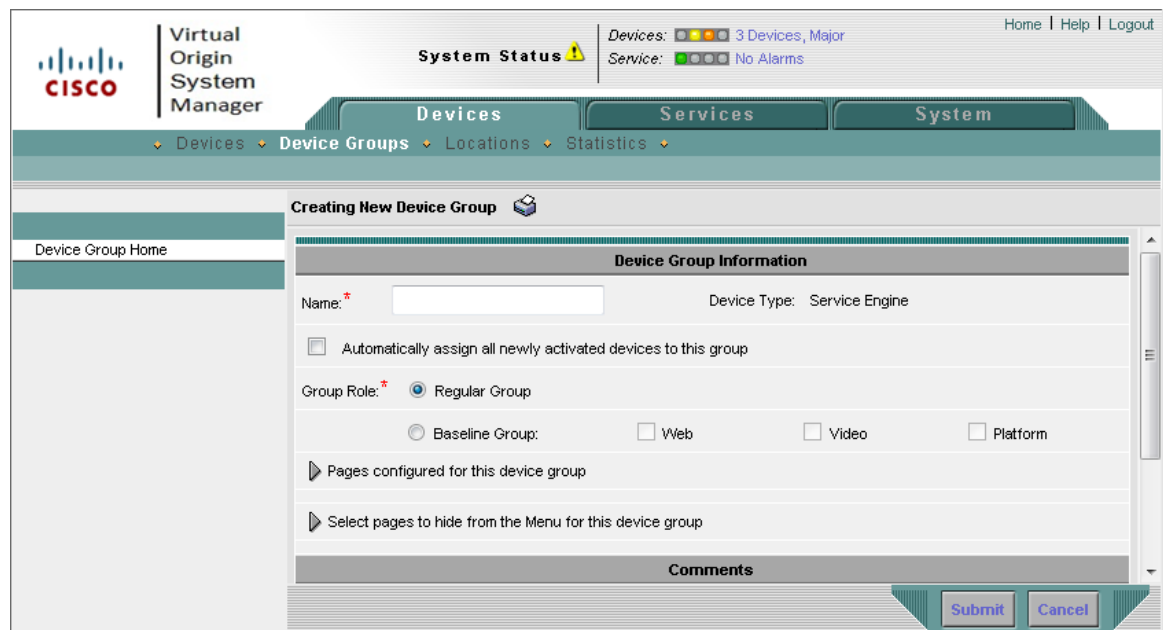 Home | Help | Logout
CISCO
Virtual
Origin
System
Manager
System Status
Devices: 3 Devices, Major
Service: No Alarms
Devices Services System
Devices Device Groups Locations Statistics
Creating New Device Group
Device Group Home
Device Group Information
Name:* Device Type: Service Engine
Automatically assign all newly activated devices to this group
Group Role:* Regular Group
Baseline Group: Web Video Platform
Pages configured for this device group
Select pages to hide from the Menu for this device group
Comments
Submit Cancel